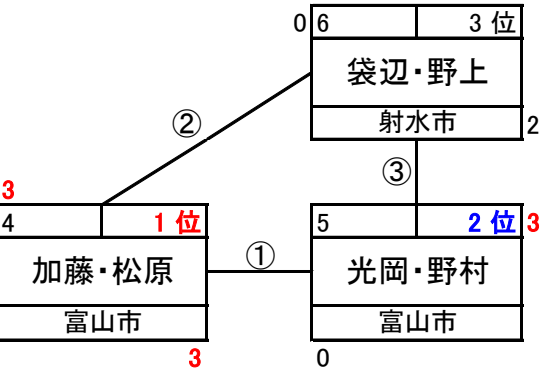 0 6 3 位
袋辺・野上
射水市 2
②
③
3
4 1 位
加藤・松原
富山市
3
①
5 2 位 3
光岡・野村
富山市
0